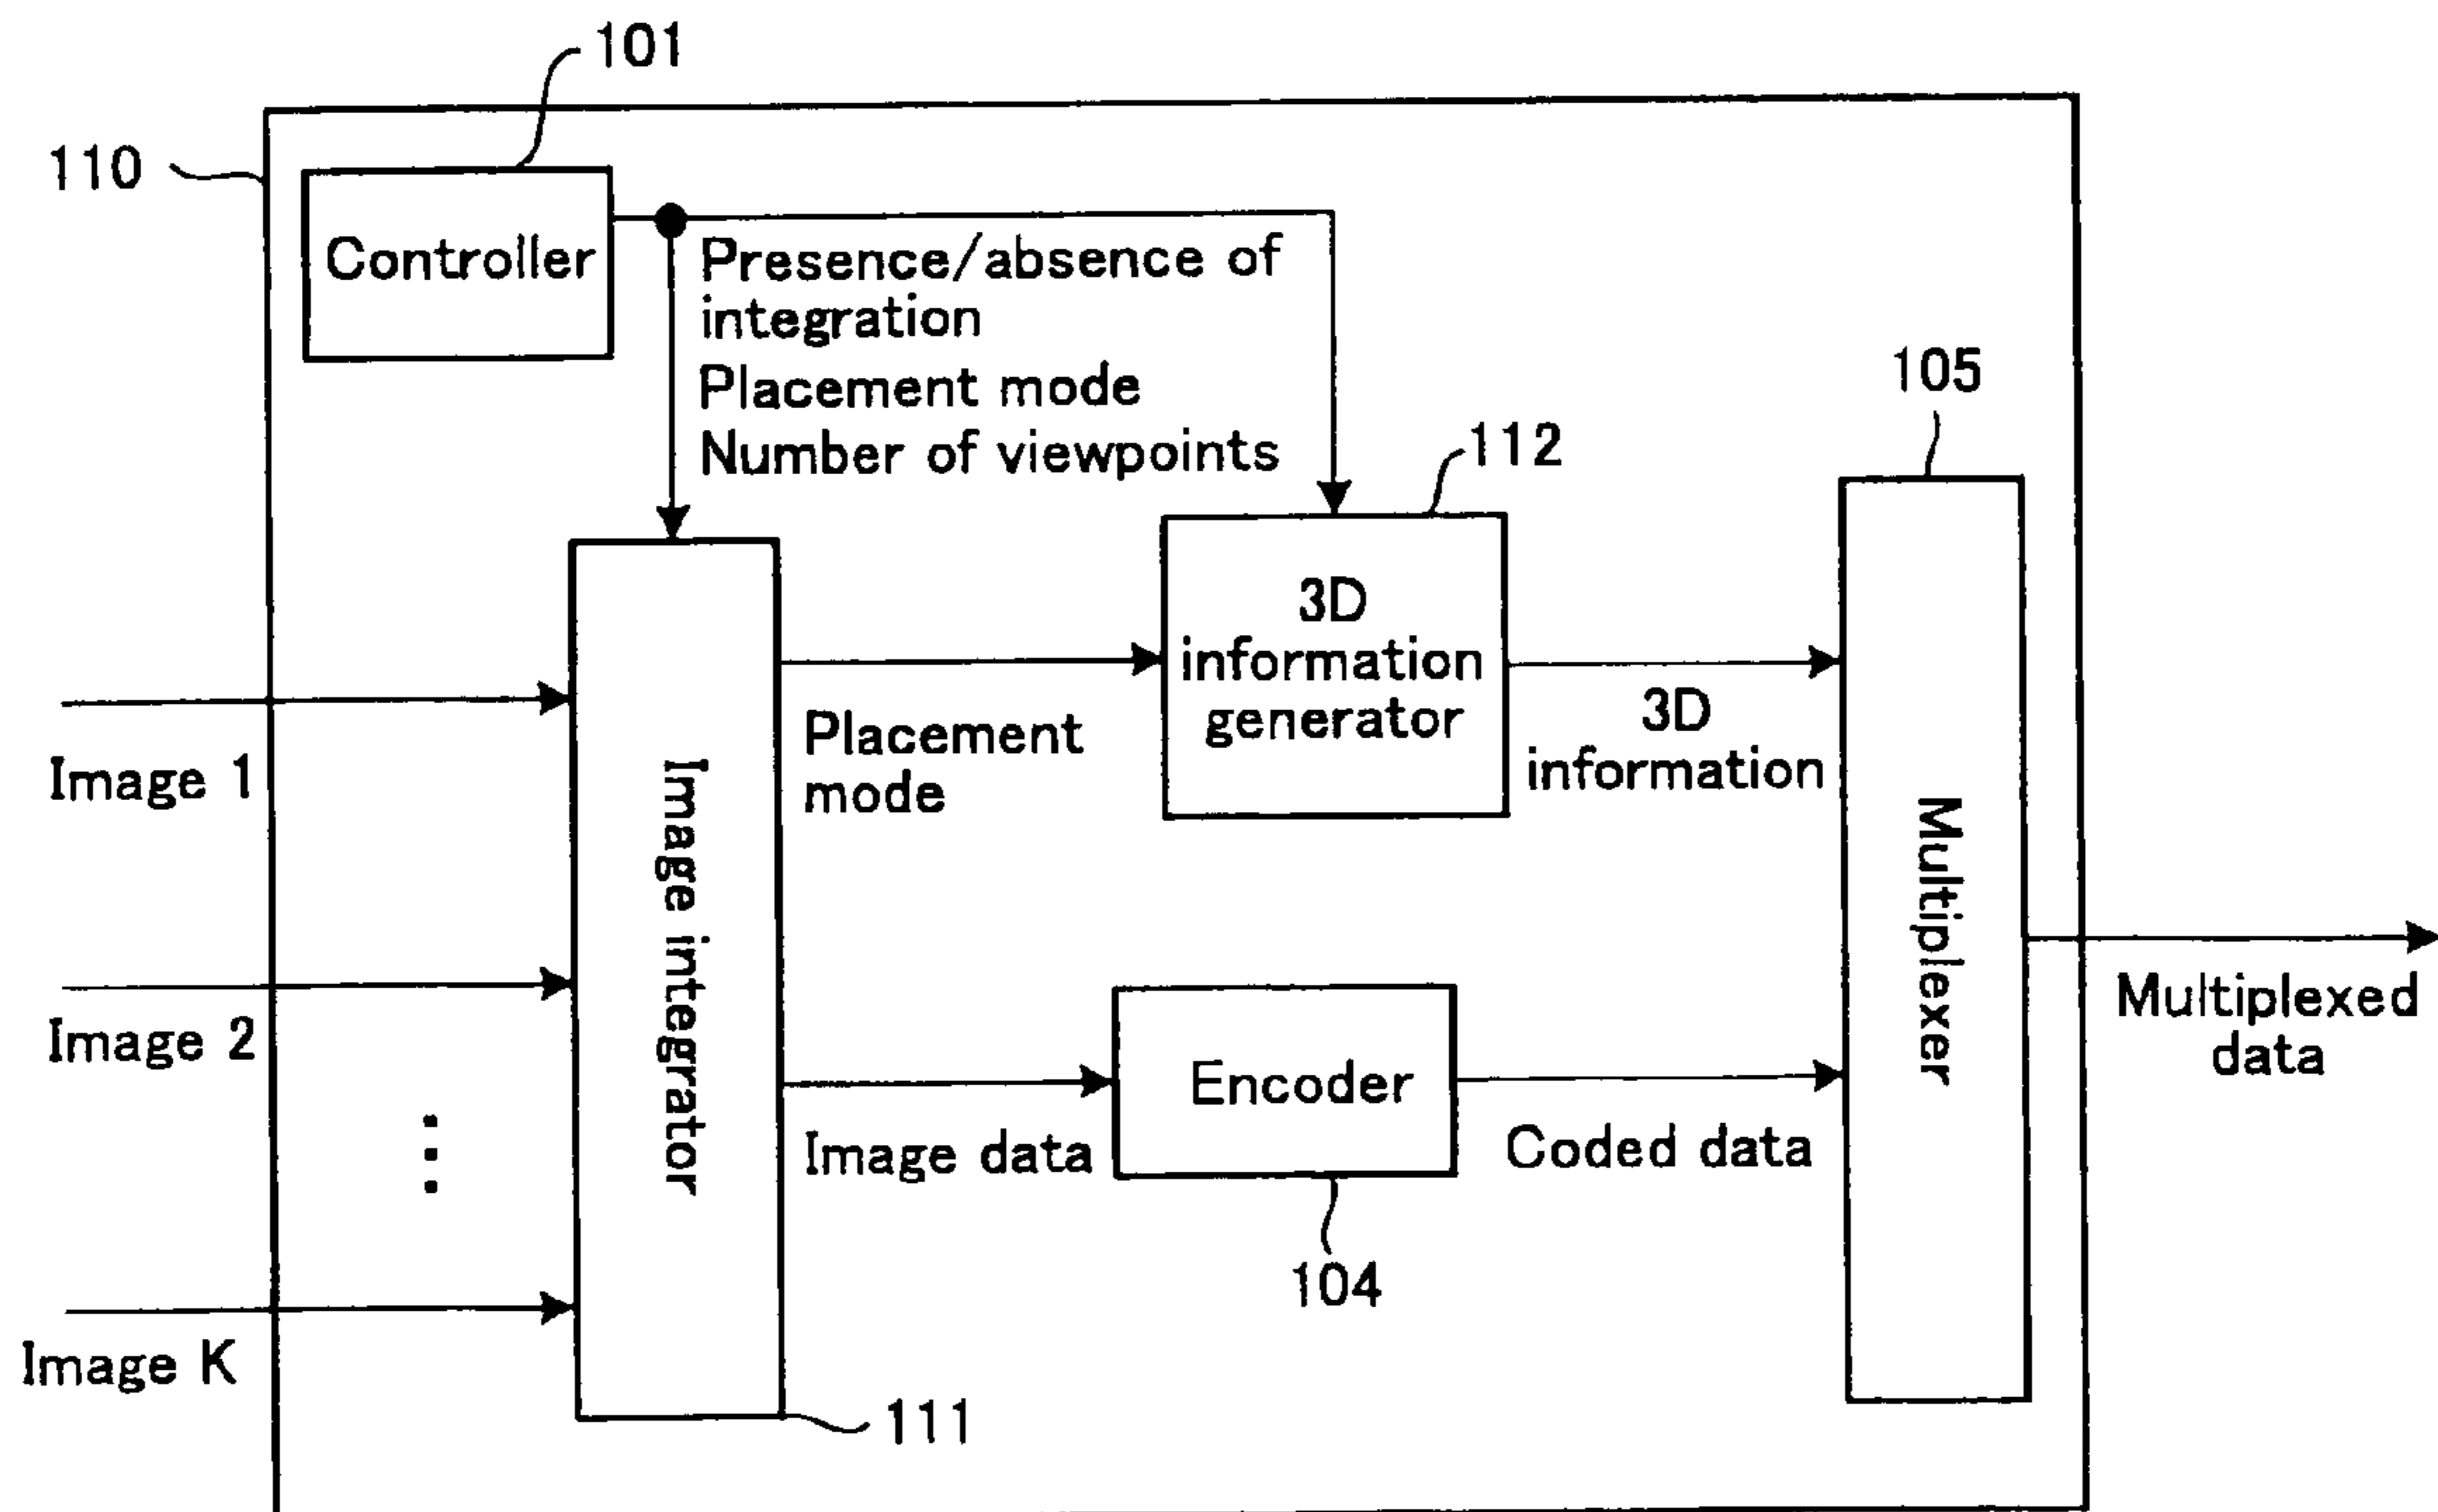 101
110
Controller
Presence/absence of
integration
Placement mode
Number of viewpoints
112
105
3D
information
generator
3D
information
Placement
mode
Image 1
Image 2
Image K
Image integrator
111
Image data
Encoder
104
Coded data
Multiplexer
Multiplexed
data